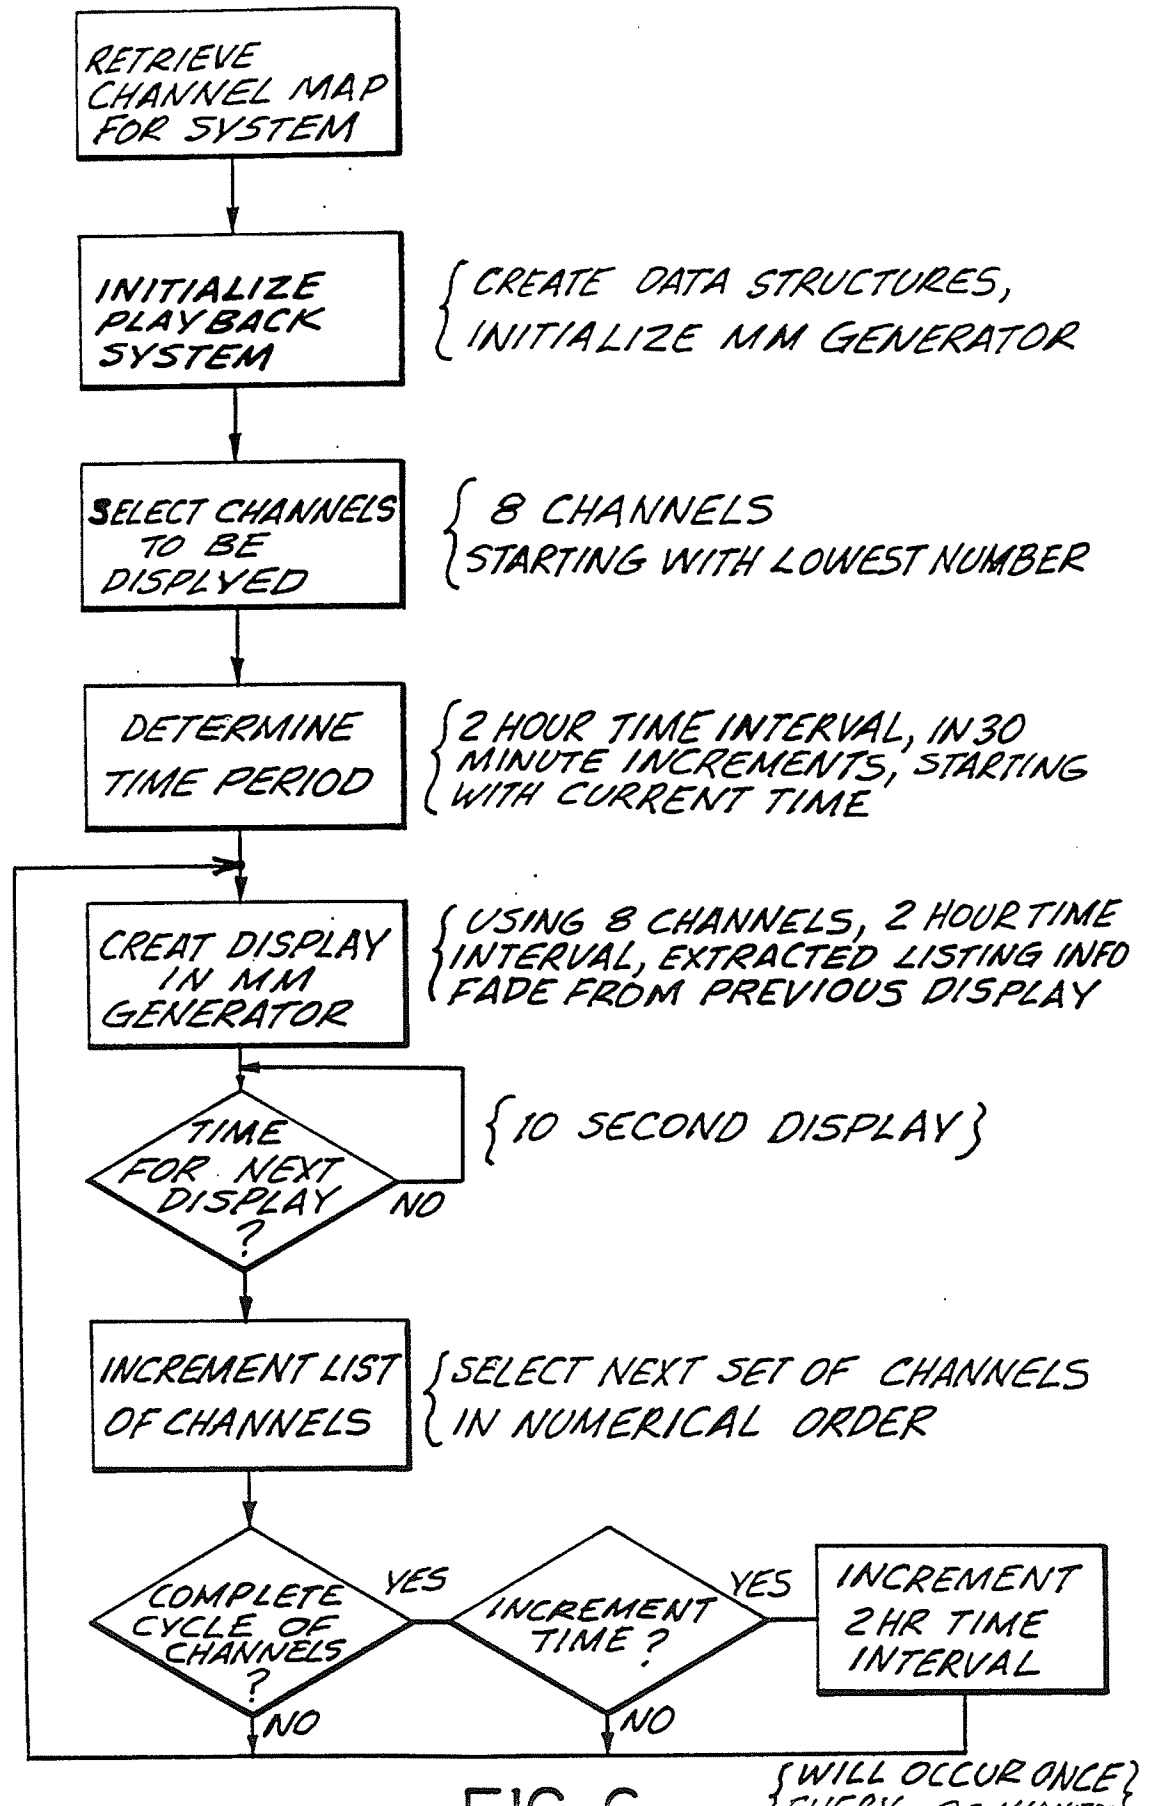 RETRIEVE
CHANNEL MAP
FOR SYSTEM
INITIALIZE
PLAYBACK
SYSTEM
{ CREATE DATA STRUCTURES,
INITIALIZE MM GENERATOR
SELECT CHANNELS
TO BE
DISPLYED
{ 8 CHANNELS
STARTING WITH LOWEST NUMBER
DETERMINE
TIME PERIOD
{ 2 HOUR TIME INTERVAL, IN 30
MINUTE INCREMENTS, STARTING
WITH CURRENT TIME
CREAT DISPLAY
IN MM
GENERATOR
{ USING 8 CHANNELS, 2 HOUR TIME
INTERVAL, EXTRACTED LISTING INFO
FADE FROM PREVIOUS DISPLAY
TIME
FOR NEXT
DISPLAY
?
NO
{ 10 SECOND DISPLAY }
INCREMENT LIST
OF CHANNELS
{ SELECT NEXT SET OF CHANNELS
IN NUMERICAL ORDER
COMPLETE
CYCLE OF
CHANNELS
?
YES
NO
INCREMENT
TIME ?
YES
NO
INCREMENT
2 HR TIME
INTERVAL
{ WILL OCCUR ONCE }